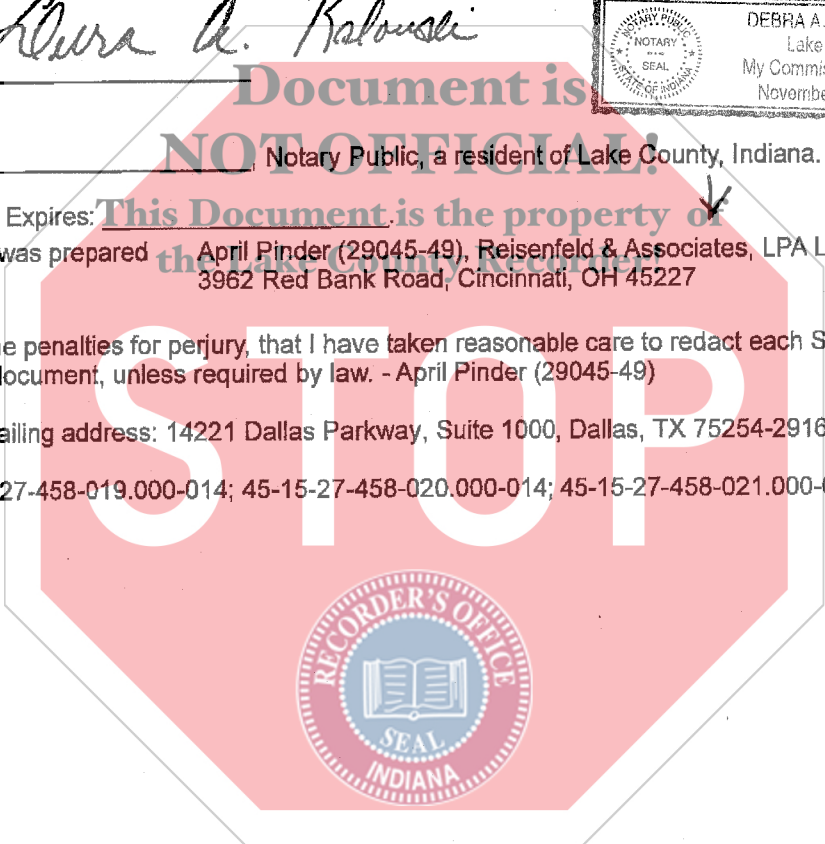 A.
DEBRA A.
Lake
My Commis
Novembe
NOTARY PUBLIC
NOTARY
SEAL
STATE OF INDIANA
Document is
NOT OFFICIAL!
, Notary Public, a resident of Lake County, Indiana.
This Document is the property of
Expires:
the Lake County Recorder!
was prepared April Pinder (29045-49), Reisenfeld & Associates, LPA L
3962 Red Bank Road, Cincinnati, OH 45227
e penalties for perjury, that I have taken reasonable care to redact each S
document, unless required by law. - April Pinder (29045-49)
ailing address: 14221 Dallas Parkway, Suite 1000, Dallas, TX 75254-2916
27-458-019.000-014; 45-15-27-458-020.000-014; 45-15-27-458-021.000-
STOP
RECORDER'S OFFICE
SEAL
INDIANA